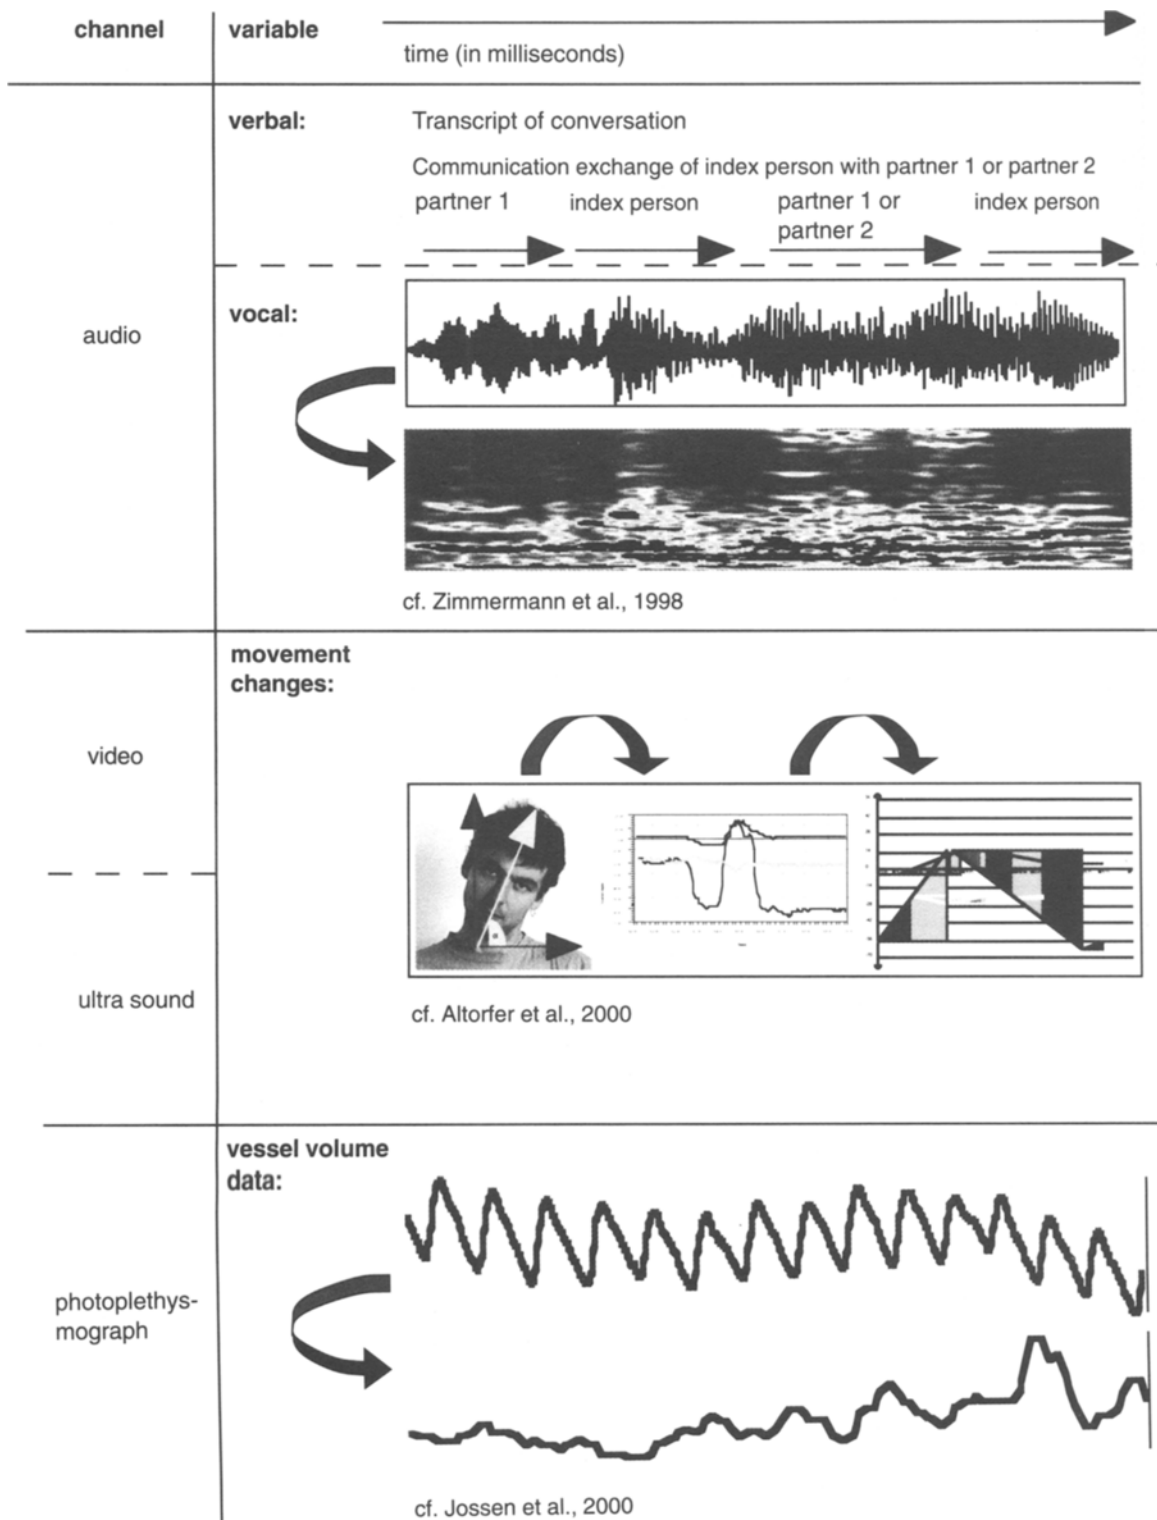 channel
variable
time (in milliseconds)
verbal:
Transcript of conversation
Communication exchange of index person with partner 1 or partner 2
partner 1
index person
partner 1 or
partner 2
index person
audio
vocal:
cf. Zimmermann et al., 1998
movement
changes:
video
ultra sound
cf. Altorfer et al., 2000
vessel volume
data:
photoplethys-
mograph
cf. Jossen et al., 2000